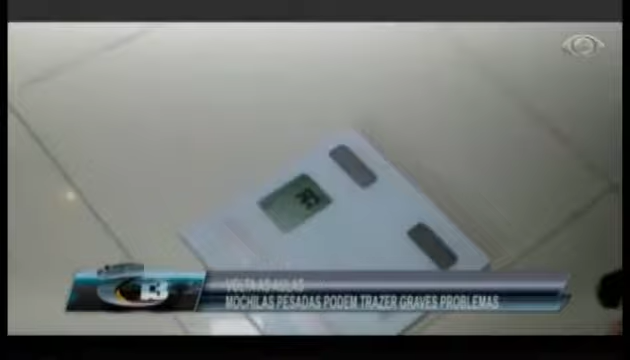 VOLTA ÀS AULAS
MOCHILAS PESADAS PODEM TRAZER GRAVES PROBLEMAS